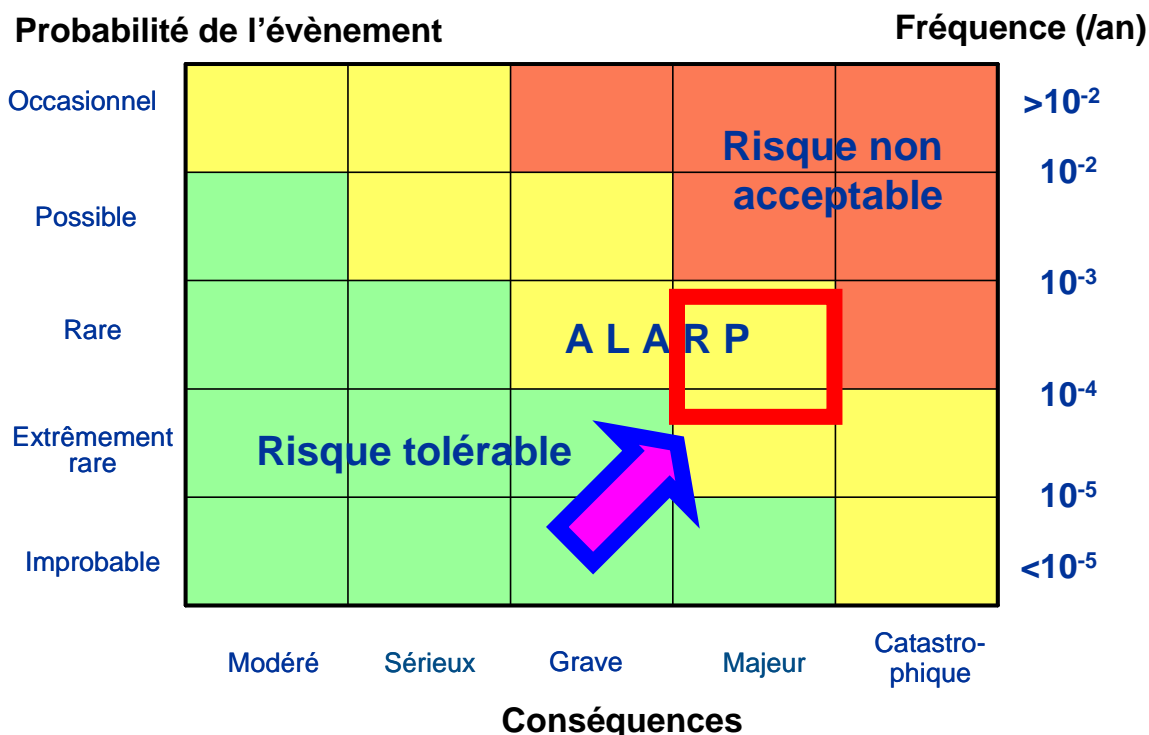 Probabilité de l’évènement
Fréquence (/an)
Occasionnel
>10-2
Risque non
acceptable
10-2
Possible
10-3
Rare
A L A R P
10-4
Extrêmement
rare
Risque tolérable
10-5
Improbable
<10-5
Modéré
Sérieux
Grave
Majeur
Catastro-
phique
Conséquences